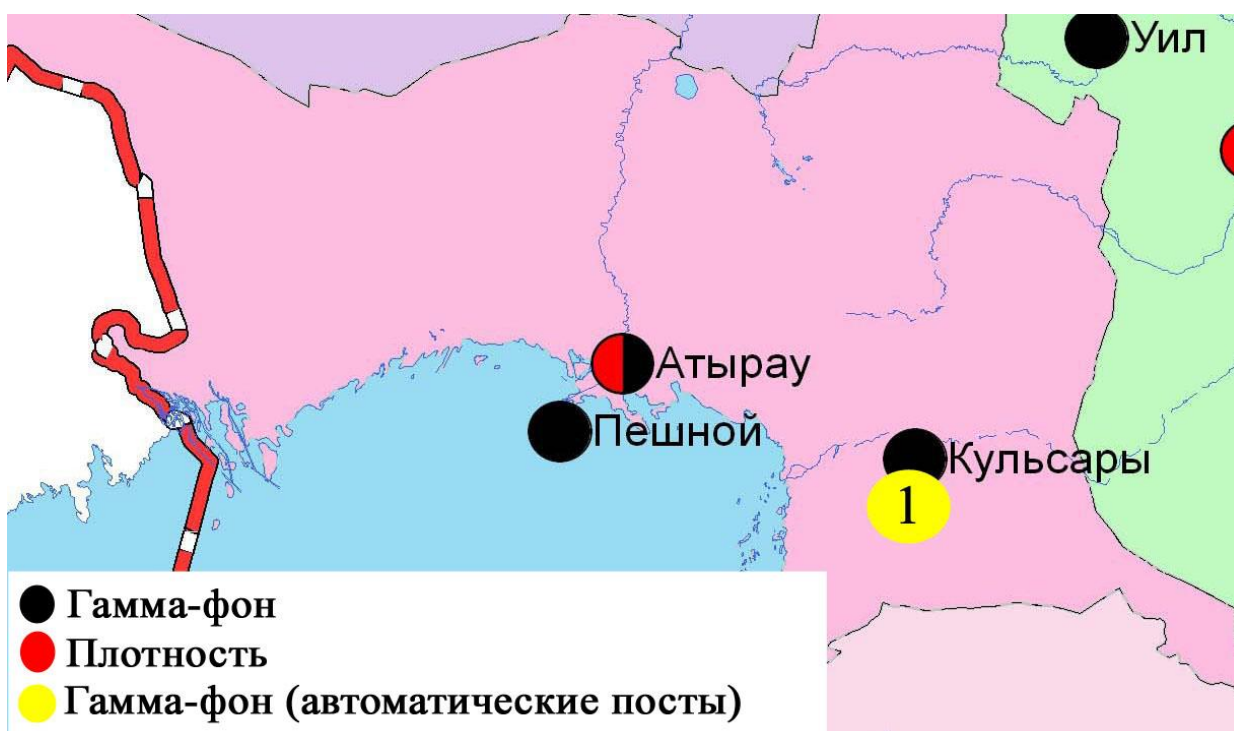 Уил
Атырау
Пешной
Кульсары
1
Гамма-фон
Плотность
Гамма-фон (автоматические посты)